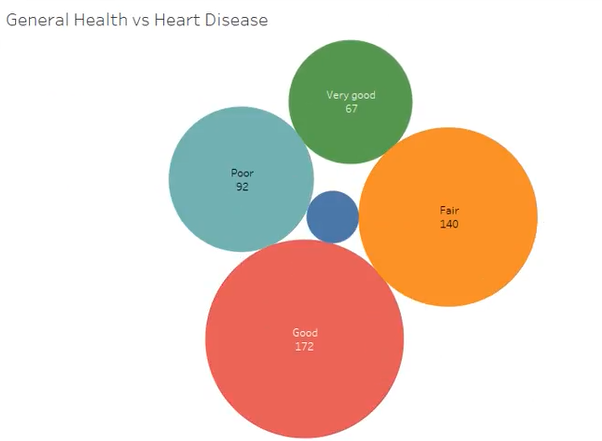 General Health vs Heart Disease
Very good
67
Poor
92
Fair
140
Good
172